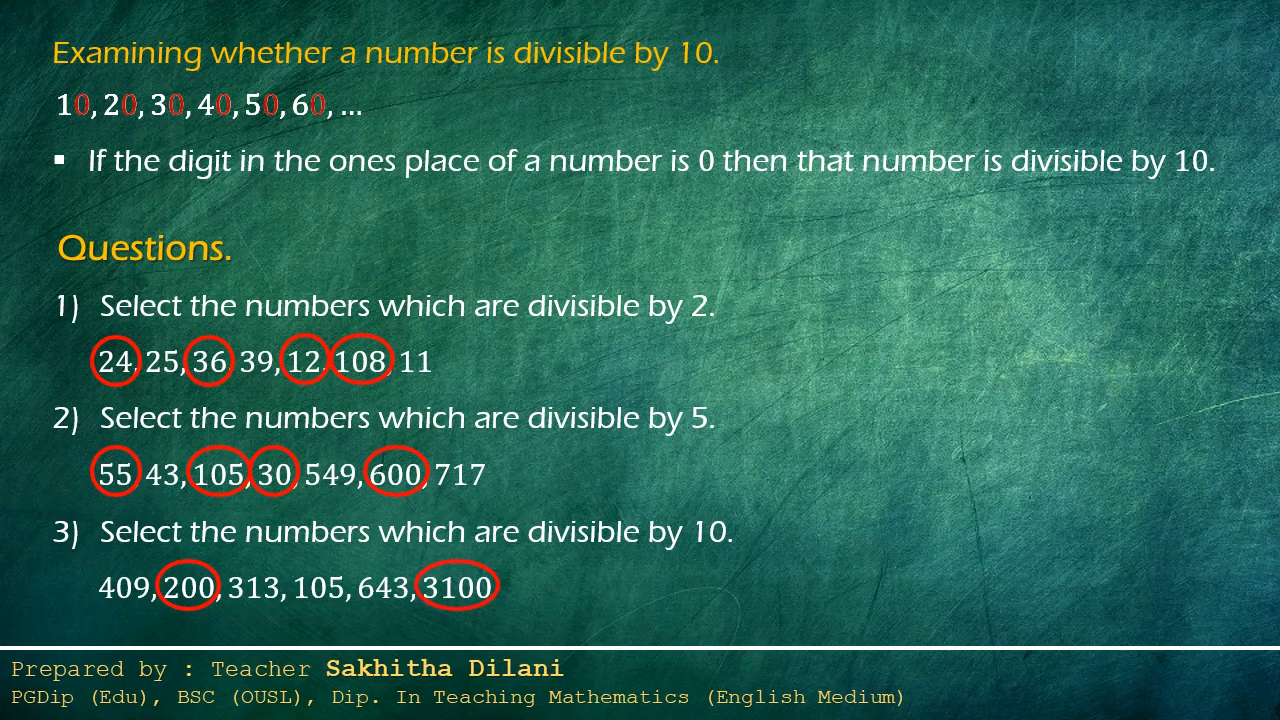 Examining whether a number is divisible by 10.
10, 20, 30, 40, 50, 60, ...
▪ If the digit in the ones place of a number is 0 then that number is divisible by 10.
Questions.
1) Select the numbers which are divisible by 2.
24, 25, 36, 39, 12, 108, 11
2) Select the numbers which are divisible by 5.
55, 43, 105, 30, 549, 600, 717
3) Select the numbers which are divisible by 10.
409, 200, 313, 105, 643, 3100
Prepared by : Teacher Sakhitha Dilani
PGDip (Edu), BSC (OUSL), Dip. In Teaching Mathematics (English Medium)